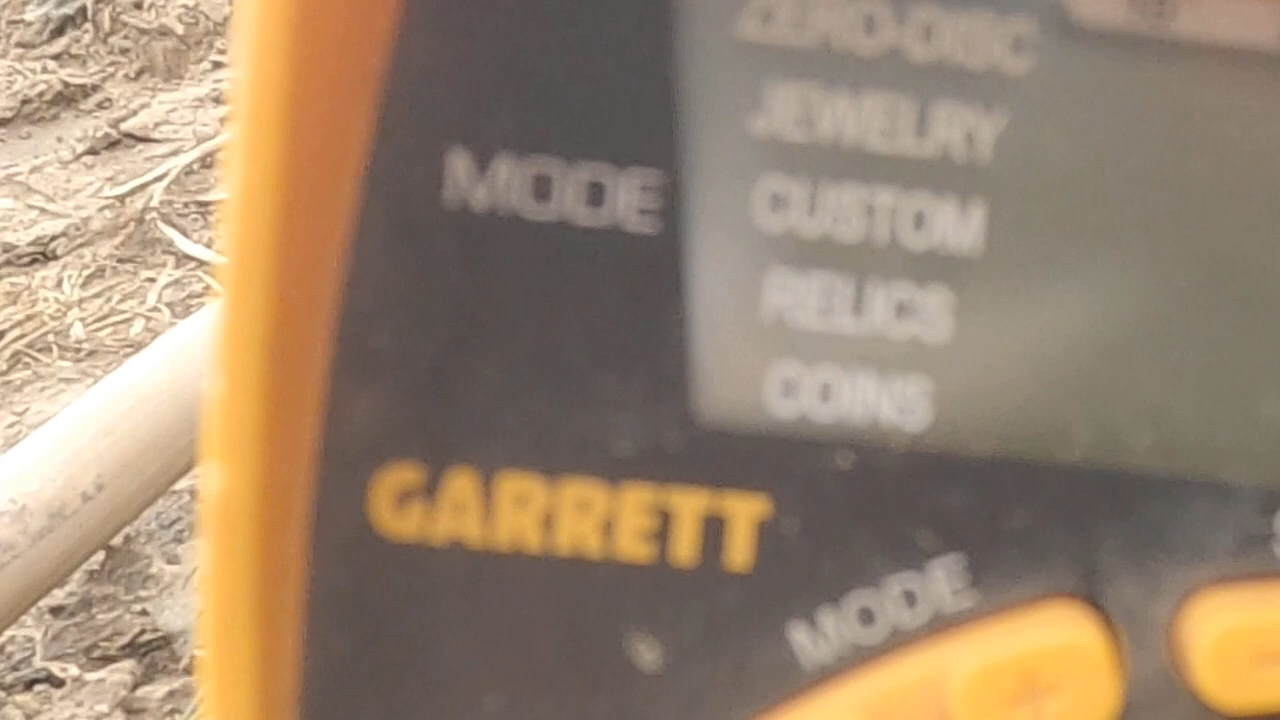 ZERO-DISC
JEWELRY
MODE
CUSTOM
RELICS
COINS
GARRETT
MODE